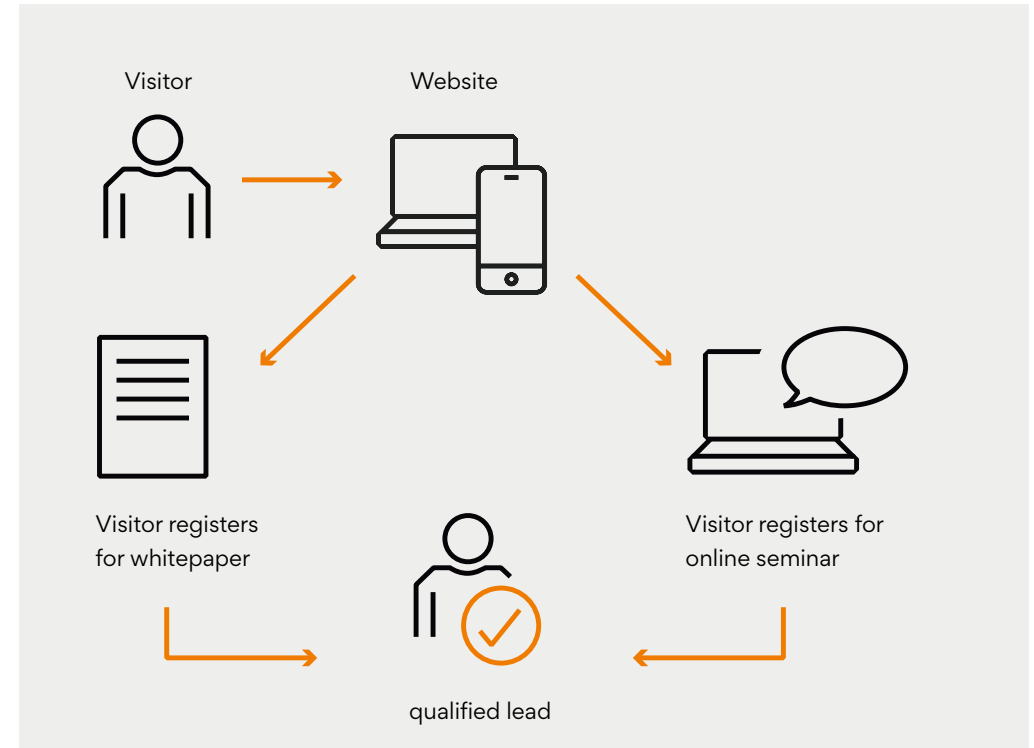 Visitor
Website
Visitor registers
for whitepaper
Visitor registers for
online seminar
qualified lead